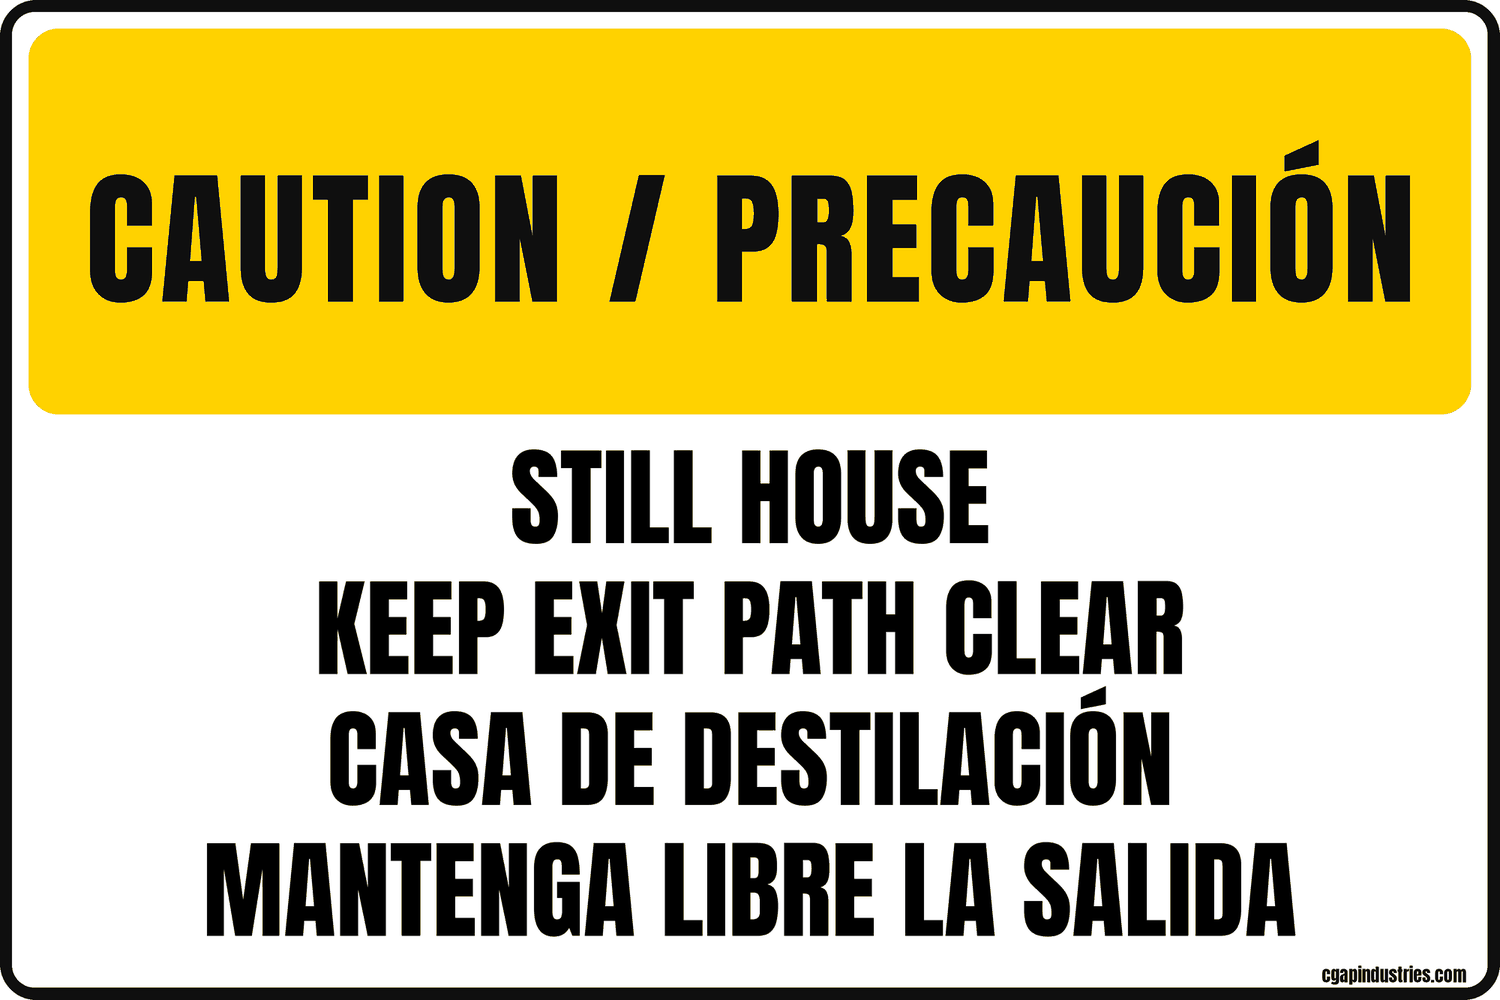 CAUTION / PRECAUCIÓN
STILL HOUSE
KEEP EXIT PATH CLEAR
CASA DE DESTILACIÓN
MANTENGA LIBRE LA SALIDA
cgapindustries.com